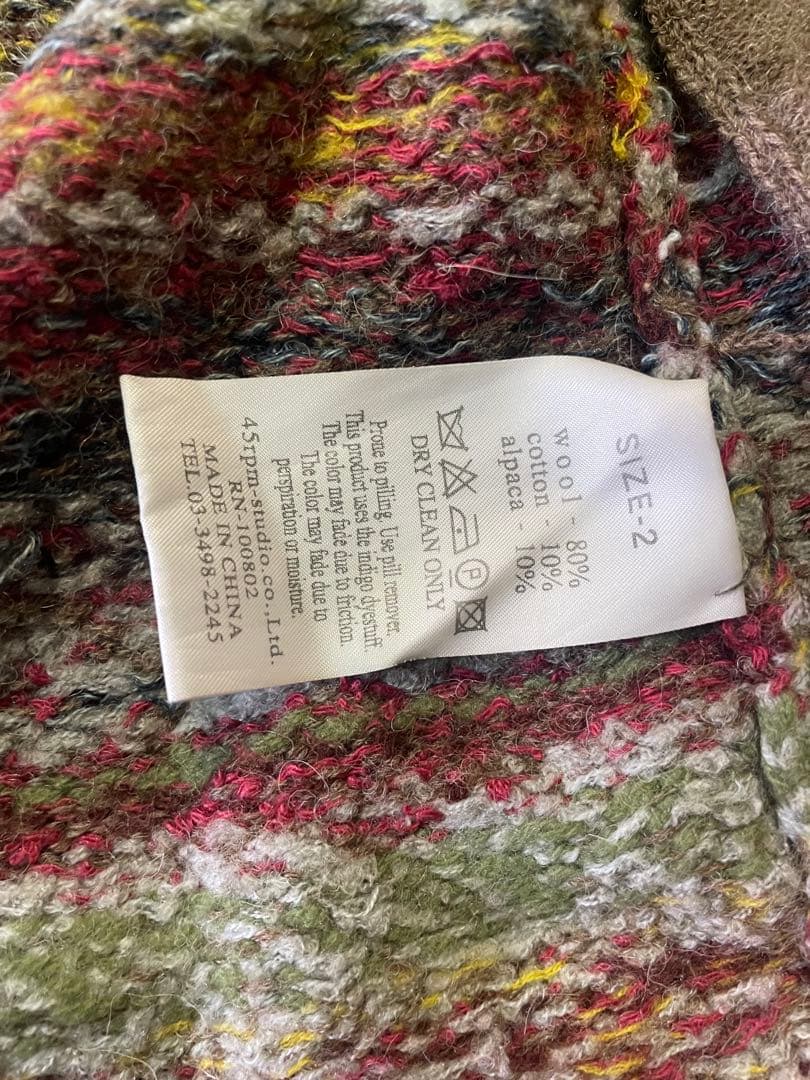 SIZE-2
wool - 80%
cotton - 10%
alpaca - 10%
P
DRY CLEAN ONLY
Prone to pilling. Use pill remover.
This product uses the indigo dyestuff.
The color may fade due to friction.
The color may fade due to
perspiration or moisture.
45rpm-studio.co.,Ltd.
RN-100802
MADE IN CHINA
TEL.03-3498-2245